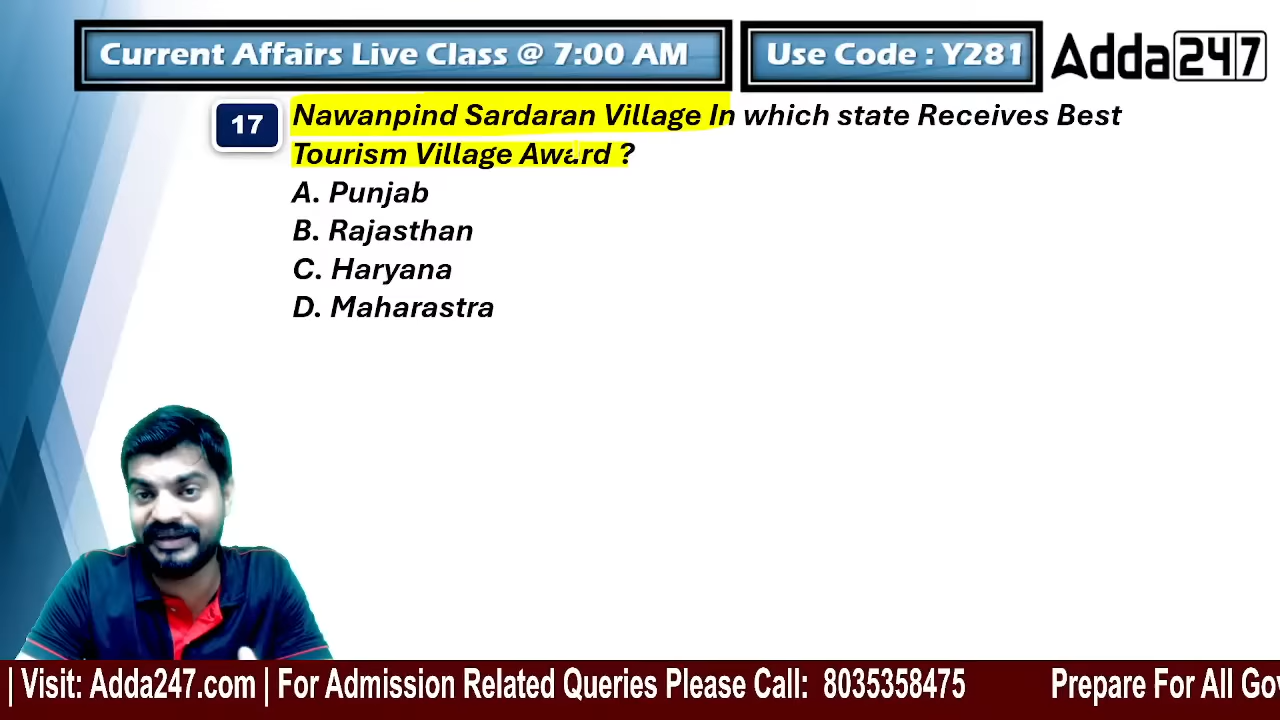 Current Affairs Live Class @ 7:00 AM
Use Code : Y281
Adda247
17
Nawanpind Sardaran Village In which state Receives Best
Tourism Village Award ?
A. Punjab
B. Rajasthan
C. Haryana
D. Maharastra
| Visit: Adda247.com | For Admission Related Queries Please Call: 8035358475 Prepare For All Gov